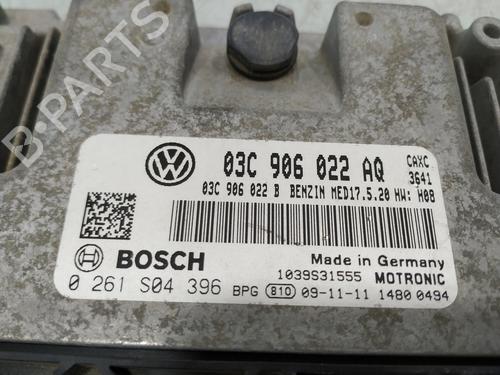 03C 906 022 AQ CAXC
3641
03C 906 022 B BENZIN MED17.5.20 HW: H08
BOSCH
Made in Germany
1039S31555 MOTRONIC
0 261 S04 396 BPG 810 09-11-11 1480 0494
B-PARTS